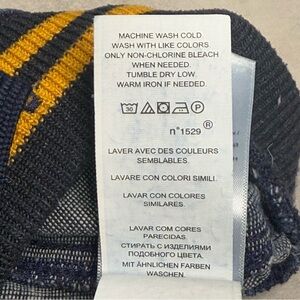 MACHINE WASH COLD.
WASH WITH LIKE COLORS
ONLY NON-CHLORINE BLEACH
WHEN NEEDED.
TUMBLE DRY LOW.
WARM IRON IF NEEDED.
30 P
n°1529 ®
LAVER AVEC DES COULEURS
SEMBLABLES.
LAVARE CON COLORI SIMILI.
LAVAR CON COLORES
SIMILARES.
LAVAR COM CORES
PARECIDAS.
СТИРАТЬ С ИЗДЕЛИЯМИ
ПОДОБНОГО ЦВЕТА.
MIT ÄHNLICHEN FARBEN
WASCHEN.